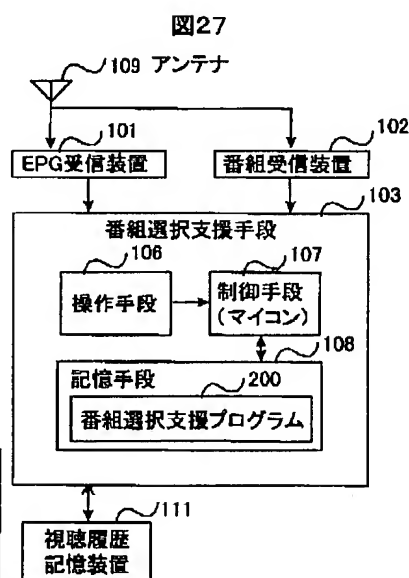 図27
109 アンテナ
101
102
EPG受信装置
番組受信装置
103
番組選択支援手段
106
107
操作手段
制御手段
(マイコン)
108
記憶手段
200
番組選択支援プログラム
111
視聴履歴
記憶装置